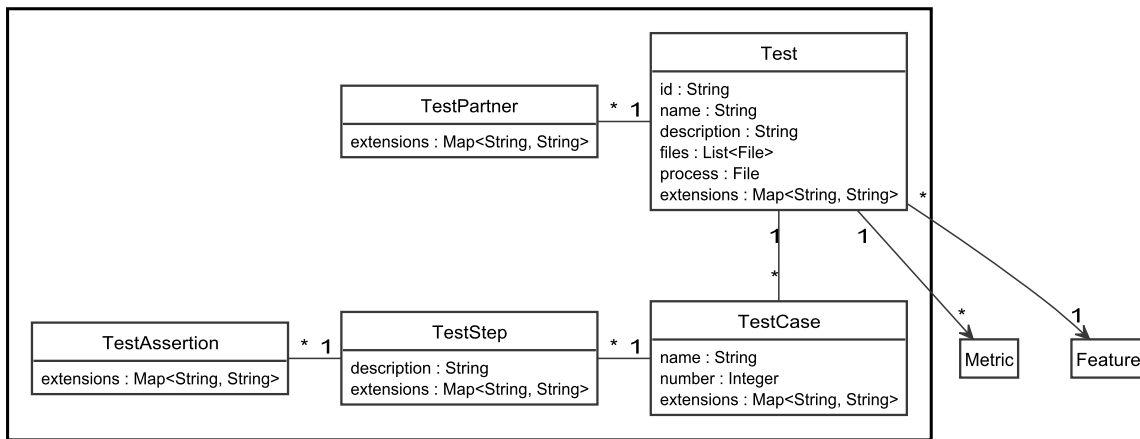 Test
id : String
name : String
description : String
files : List<File>
process : File
extensions : Map<String, String>
TestPartner
extensions : Map<String, String>
* 1
*
1
1
*
*
1
TestAssertion
extensions : Map<String, String>
* 1
TestStep
description : String
extensions : Map<String, String>
* 1
TestCase
name : String
number : Integer
extensions : Map<String, String>
Metric
Feature